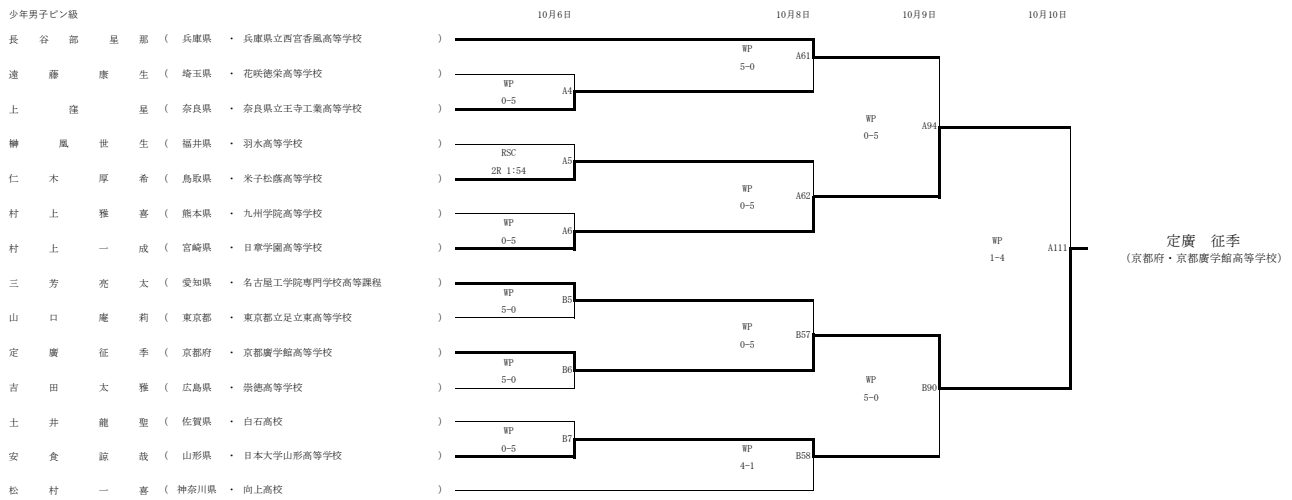 少年男子ピン級 10月6日 10月8日 10月9日 10月10日
長谷部 星那 ( 兵庫県 ・ 兵庫県立西宮香風高等学校 )
WP
5-0
A61
遠藤 康生 ( 埼玉県 ・ 花咲徳栄高等学校 )
WP
0-5
A4
上窪 星 ( 奈良県 ・ 奈良県立王寺工業高等学校 )
WP
0-5
A94
榊 凰世生 ( 福井県 ・ 羽水高等学校 )
RSC
2R 1:54
A5
仁木 厚希 ( 鳥取県 ・ 米子松蔭高等学校 )
WP
0-5
A62
村上 雅喜 ( 熊本県 ・ 九州学院高等学校 )
WP
0-5
A6
村上 一成 ( 宮崎県 ・ 日章学園高等学校 )
WP
1-4
A111
定廣 征季
(京都府・京都廣学館高等学校)
三芳 亮太 ( 愛知県 ・ 名古屋工学院専門学校高等課程 )
WP
5-0
B5
山口 庵莉 ( 東京都 ・ 東京都立足立東高等学校 )
WP
0-5
B57
定廣 征季 ( 京都府 ・ 京都廣学館高等学校 )
WP
5-0
B6
吉田 太雅 ( 広島県 ・ 崇徳高等学校 )
WP
5-0
B90
土井 龍聖 ( 佐賀県 ・ 白石高校 )
WP
0-5
B7
安食 諒哉 ( 山形県 ・ 日本大学山形高等学校 )
WP
4-1
B58
松村 一喜 ( 神奈川県 ・ 向上高校 )